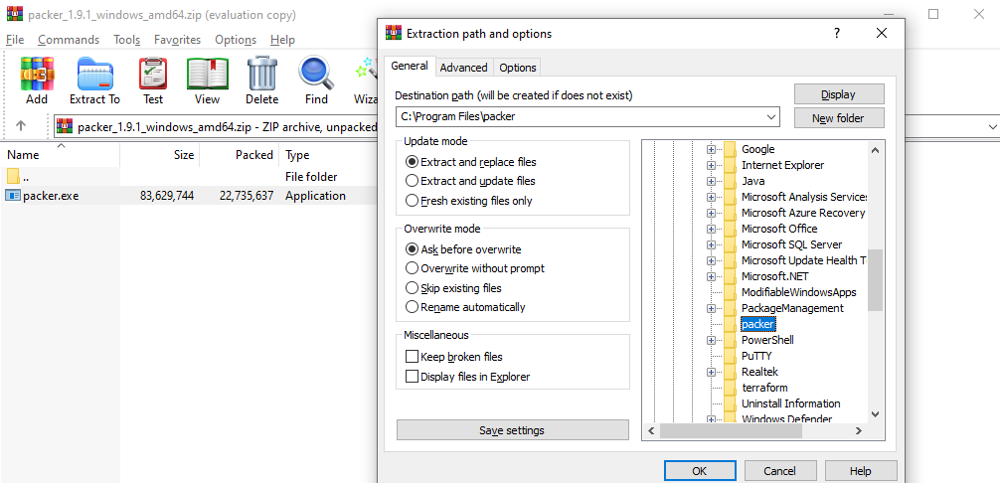 packer_1.9.1_windows_amd64.zip (evaluation copy)
File Commands Tools Favorites Options Help
Add Extract To Test View Delete Find
packer_1.9.1_windows_amd64.zip - ZIP archive, unpacked
Name Size Packed Type
.. File folder
packer.exe 83,629,744 22,735,637 Application
Extraction path and options
?
General Advanced Options
Destination path (will be created if does not exist)
Display
C:\Program Files\packer
New folder
Update mode
Extract and replace files
Extract and update files
Fresh existing files only
Overwrite mode
Ask before overwrite
Overwrite without prompt
Skip existing files
Rename automatically
Miscellaneous
Keep broken files
Display files in Explorer
Save settings
Google
Internet Explorer
Java
Microsoft Analysis Services
Microsoft Azure Recovery
Microsoft Office
Microsoft SQL Server
Microsoft Update Health T
Microsoft.NET
ModifiableWindowsApps
PackageManagement
packer
PowerShell
PuTTY
Realtek
terraform
Uninstall Information
Windows Defender
OK Cancel Help